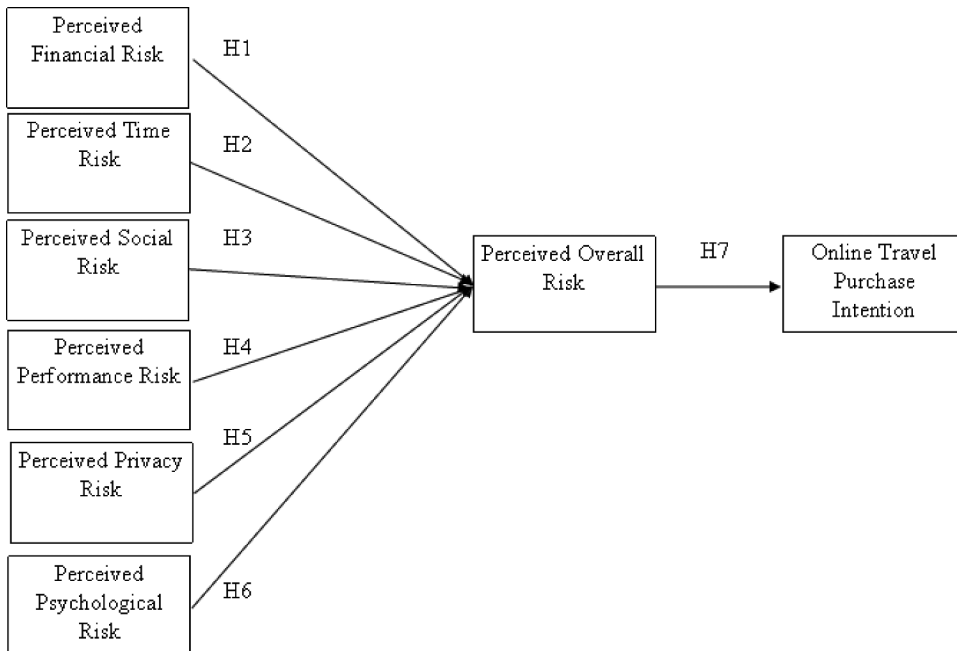 Perceived
Financial Risk
H1
Perceived Time
Risk
H2
Perceived Social
Risk
H3
Perceived
Performance Risk
H4
Perceived Privacy
Risk
H5
Perceived
Psychological
Risk
H6
Perceived Overall
Risk
H7
Online Travel
Purchase
Intention